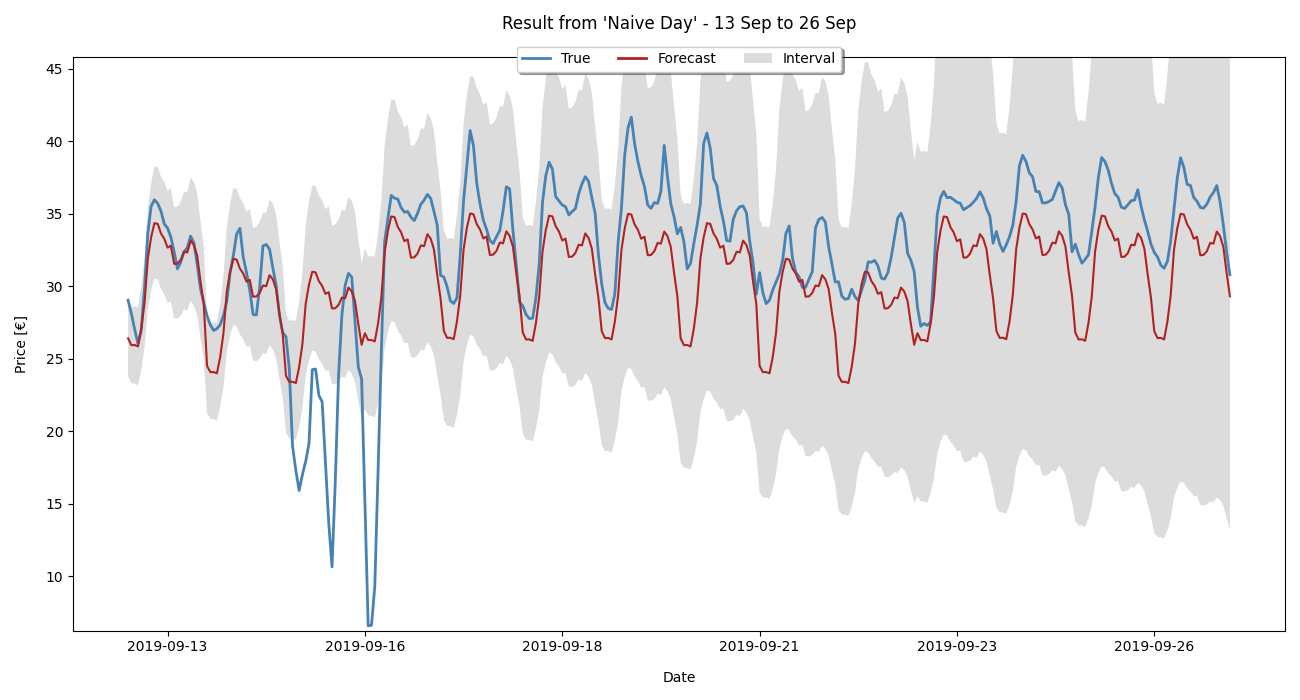 Result from 'Naive Day' - 13 Sep to 26 Sep
True Forecast Interval
45
40
35
30
25
20
15
10
Price [€]
2019-09-13 2019-09-16 2019-09-18 2019-09-21 2019-09-23 2019-09-26
Date